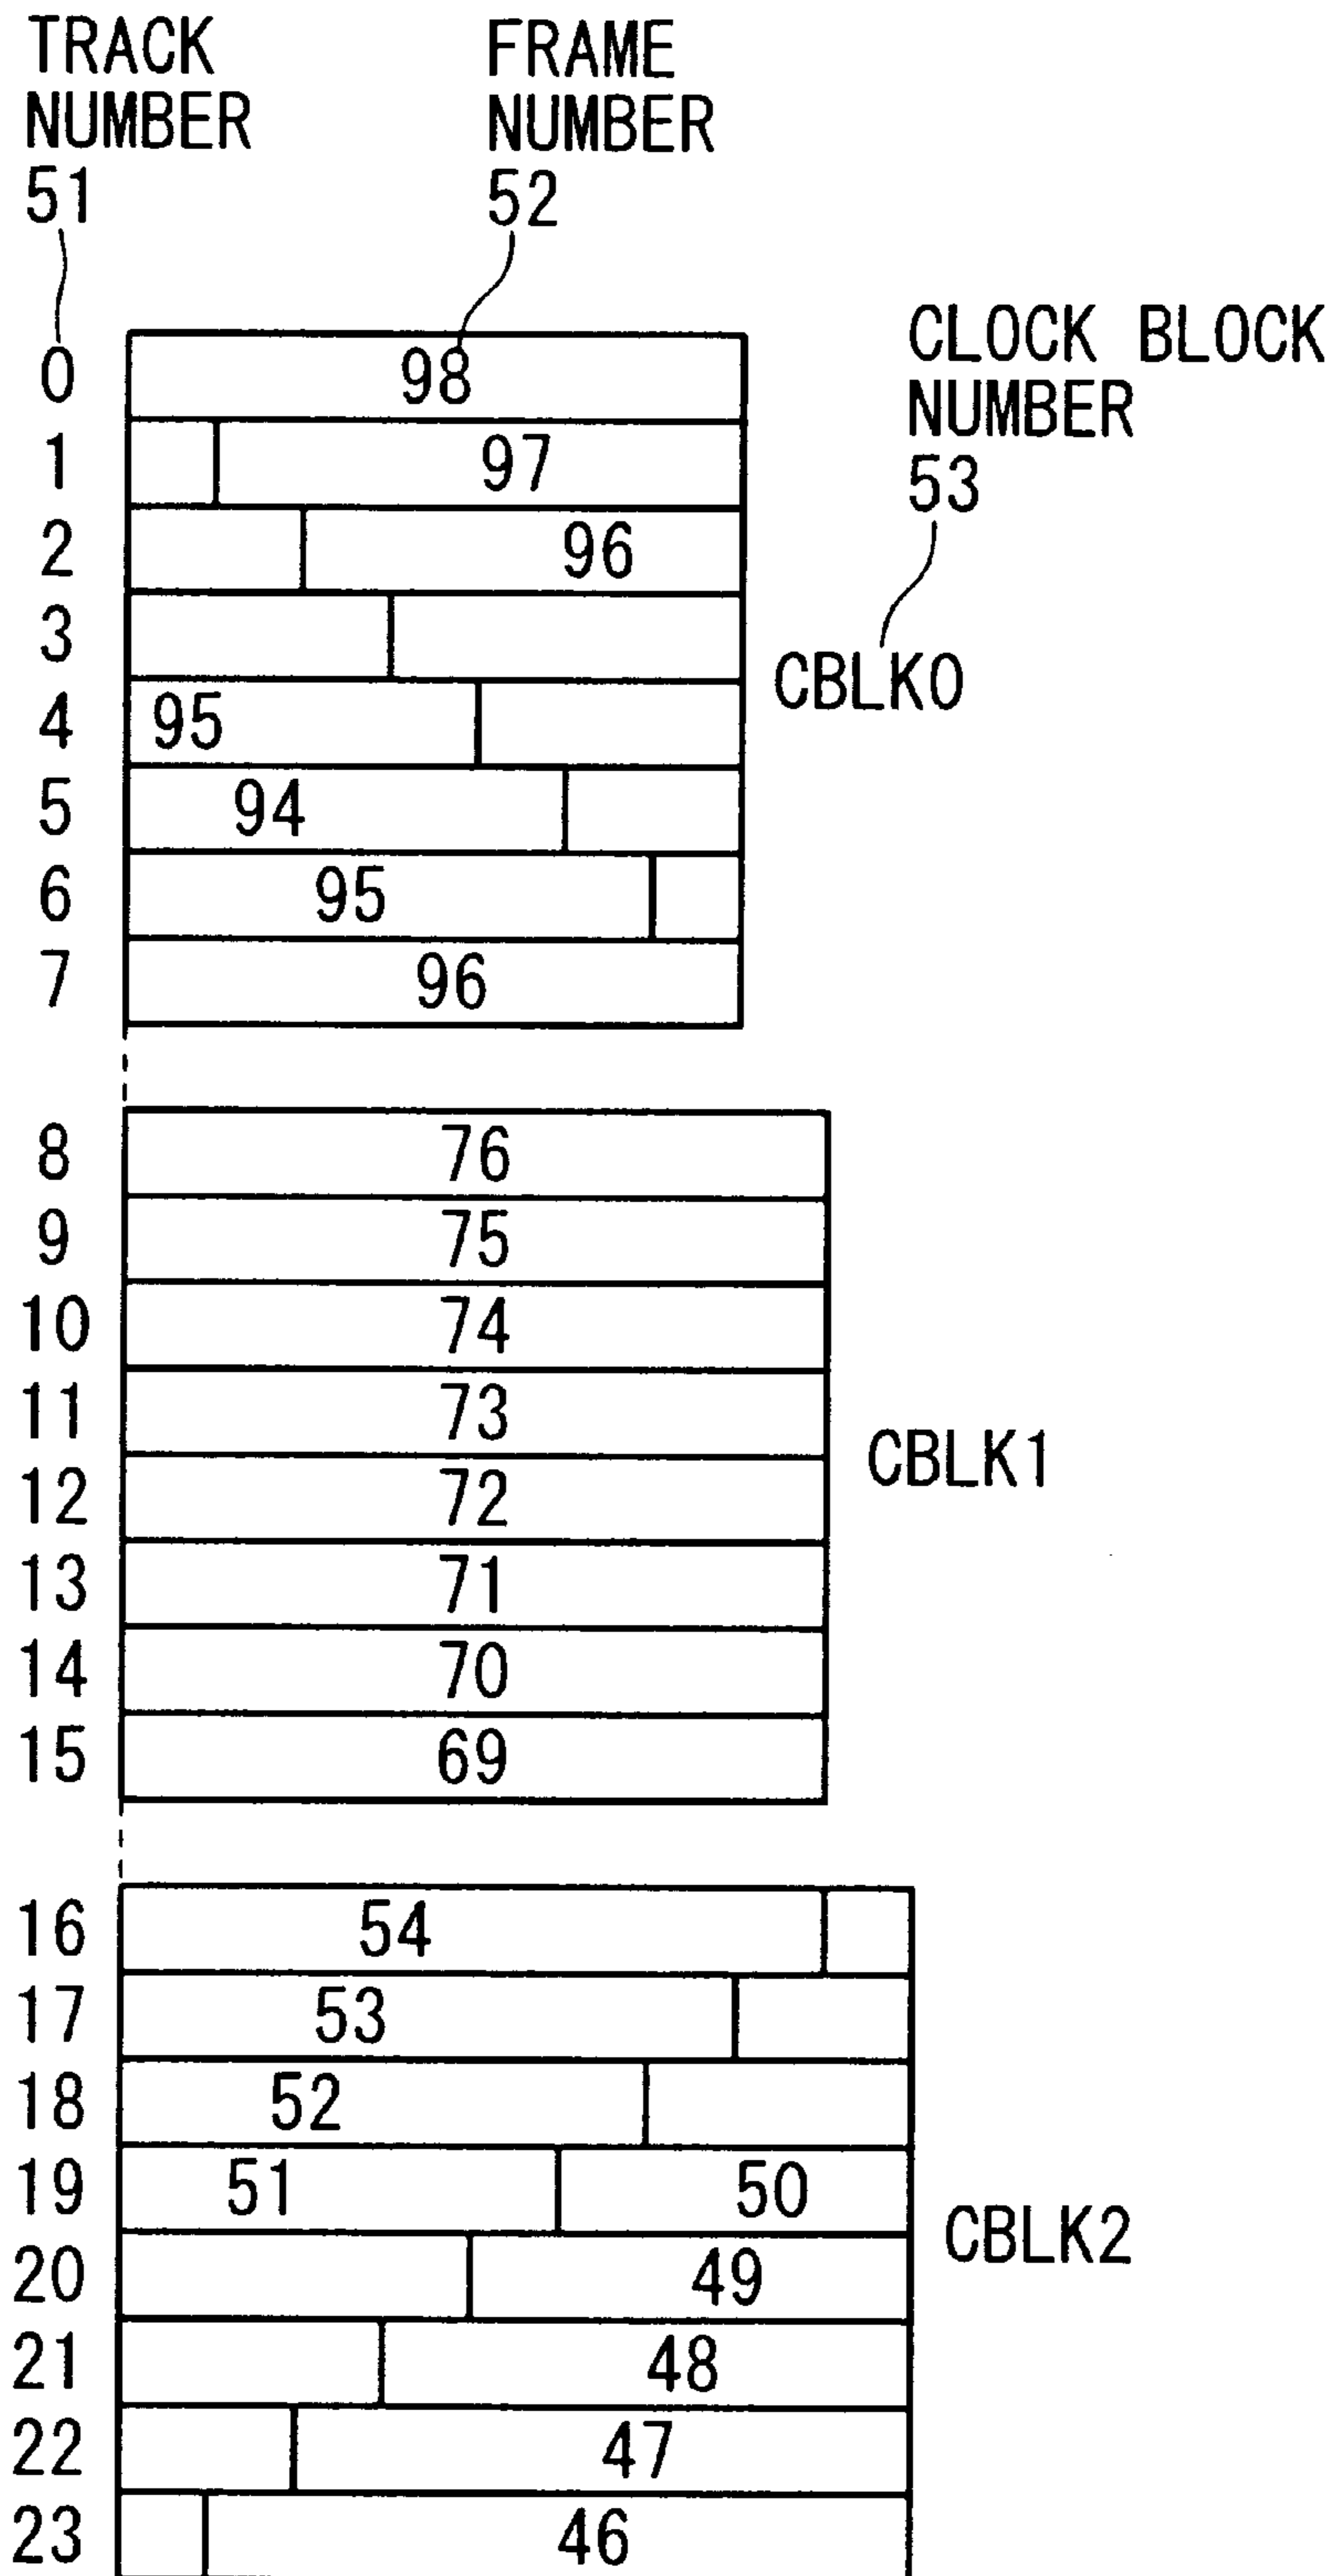 TRACK
NUMBER
51
FRAME
NUMBER
52
CLOCK BLOCK
NUMBER
53
0 98
1 97
2 96
3
CBLK0
4 95
5 94
6 95
7 96
8 76
9 75
10 74
11 73
CBLK1
12 72
13 71
14 70
15 69
16 54
17 53
18 52
19 51 50
CBLK2
20 49
21 48
22 47
23 46